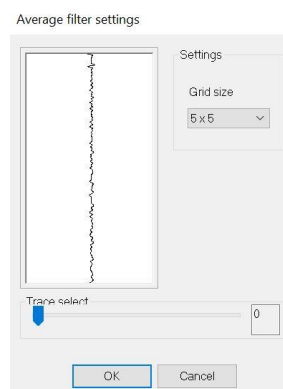 Average filter settings
Settings
Grid size
5 x 5
Trace select
0
OK
Cancel